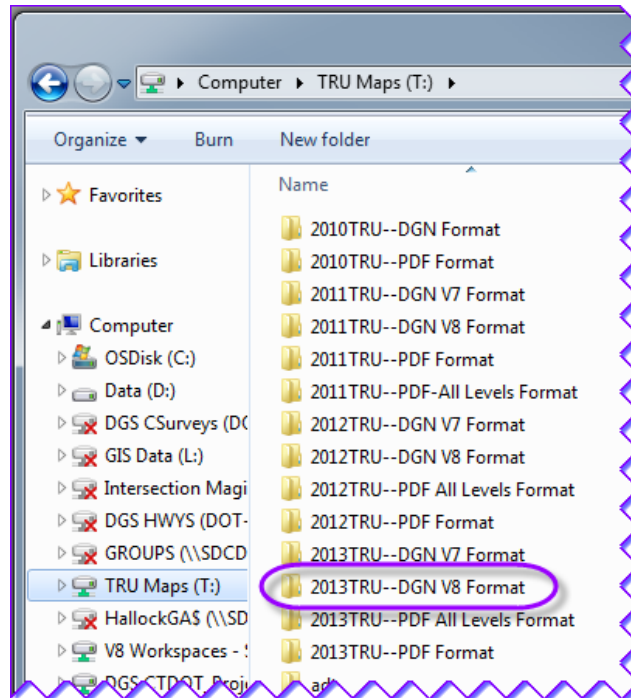 Computer ▸ TRU Maps (T:) ▸
Organize Burn New folder
Favorites
Libraries
Computer
OSDisk (C:)
Data (D:)
DGS CSurveys (DO
GIS Data (L:)
Intersection Magi
DGS HWYS (DOT-
GROUPS (\\SDCD
TRU Maps (T:)
HallockGA$ (\\SD
V8 Workspaces -
DGS CTDOT_Proje
Name
2010TRU--DGN Format
2010TRU--PDF Format
2011TRU--DGN V7 Format
2011TRU--DGN V8 Format
2011TRU--PDF Format
2011TRU--PDF-All Levels Format
2012TRU--DGN V7 Format
2012TRU--DGN V8 Format
2012TRU--PDF All Levels Format
2012TRU--PDF Format
2013TRU--DGN V7 Format
2013TRU--DGN V8 Format
2013TRU--PDF All Levels Format
2013TRU--PDF Format